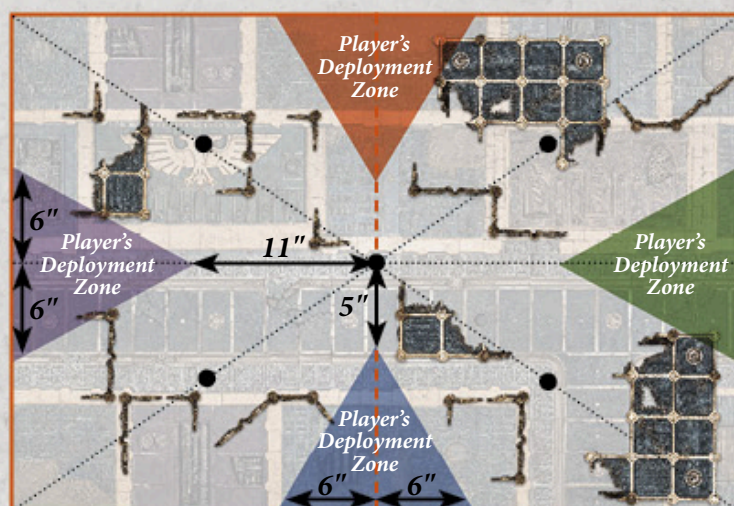 Player's
Deployment
Zone
6"
Player's
Deployment
Zone
11"
Player's
Deployment
Zone
6"
5"
Player's
Deployment
Zone
6"
6"